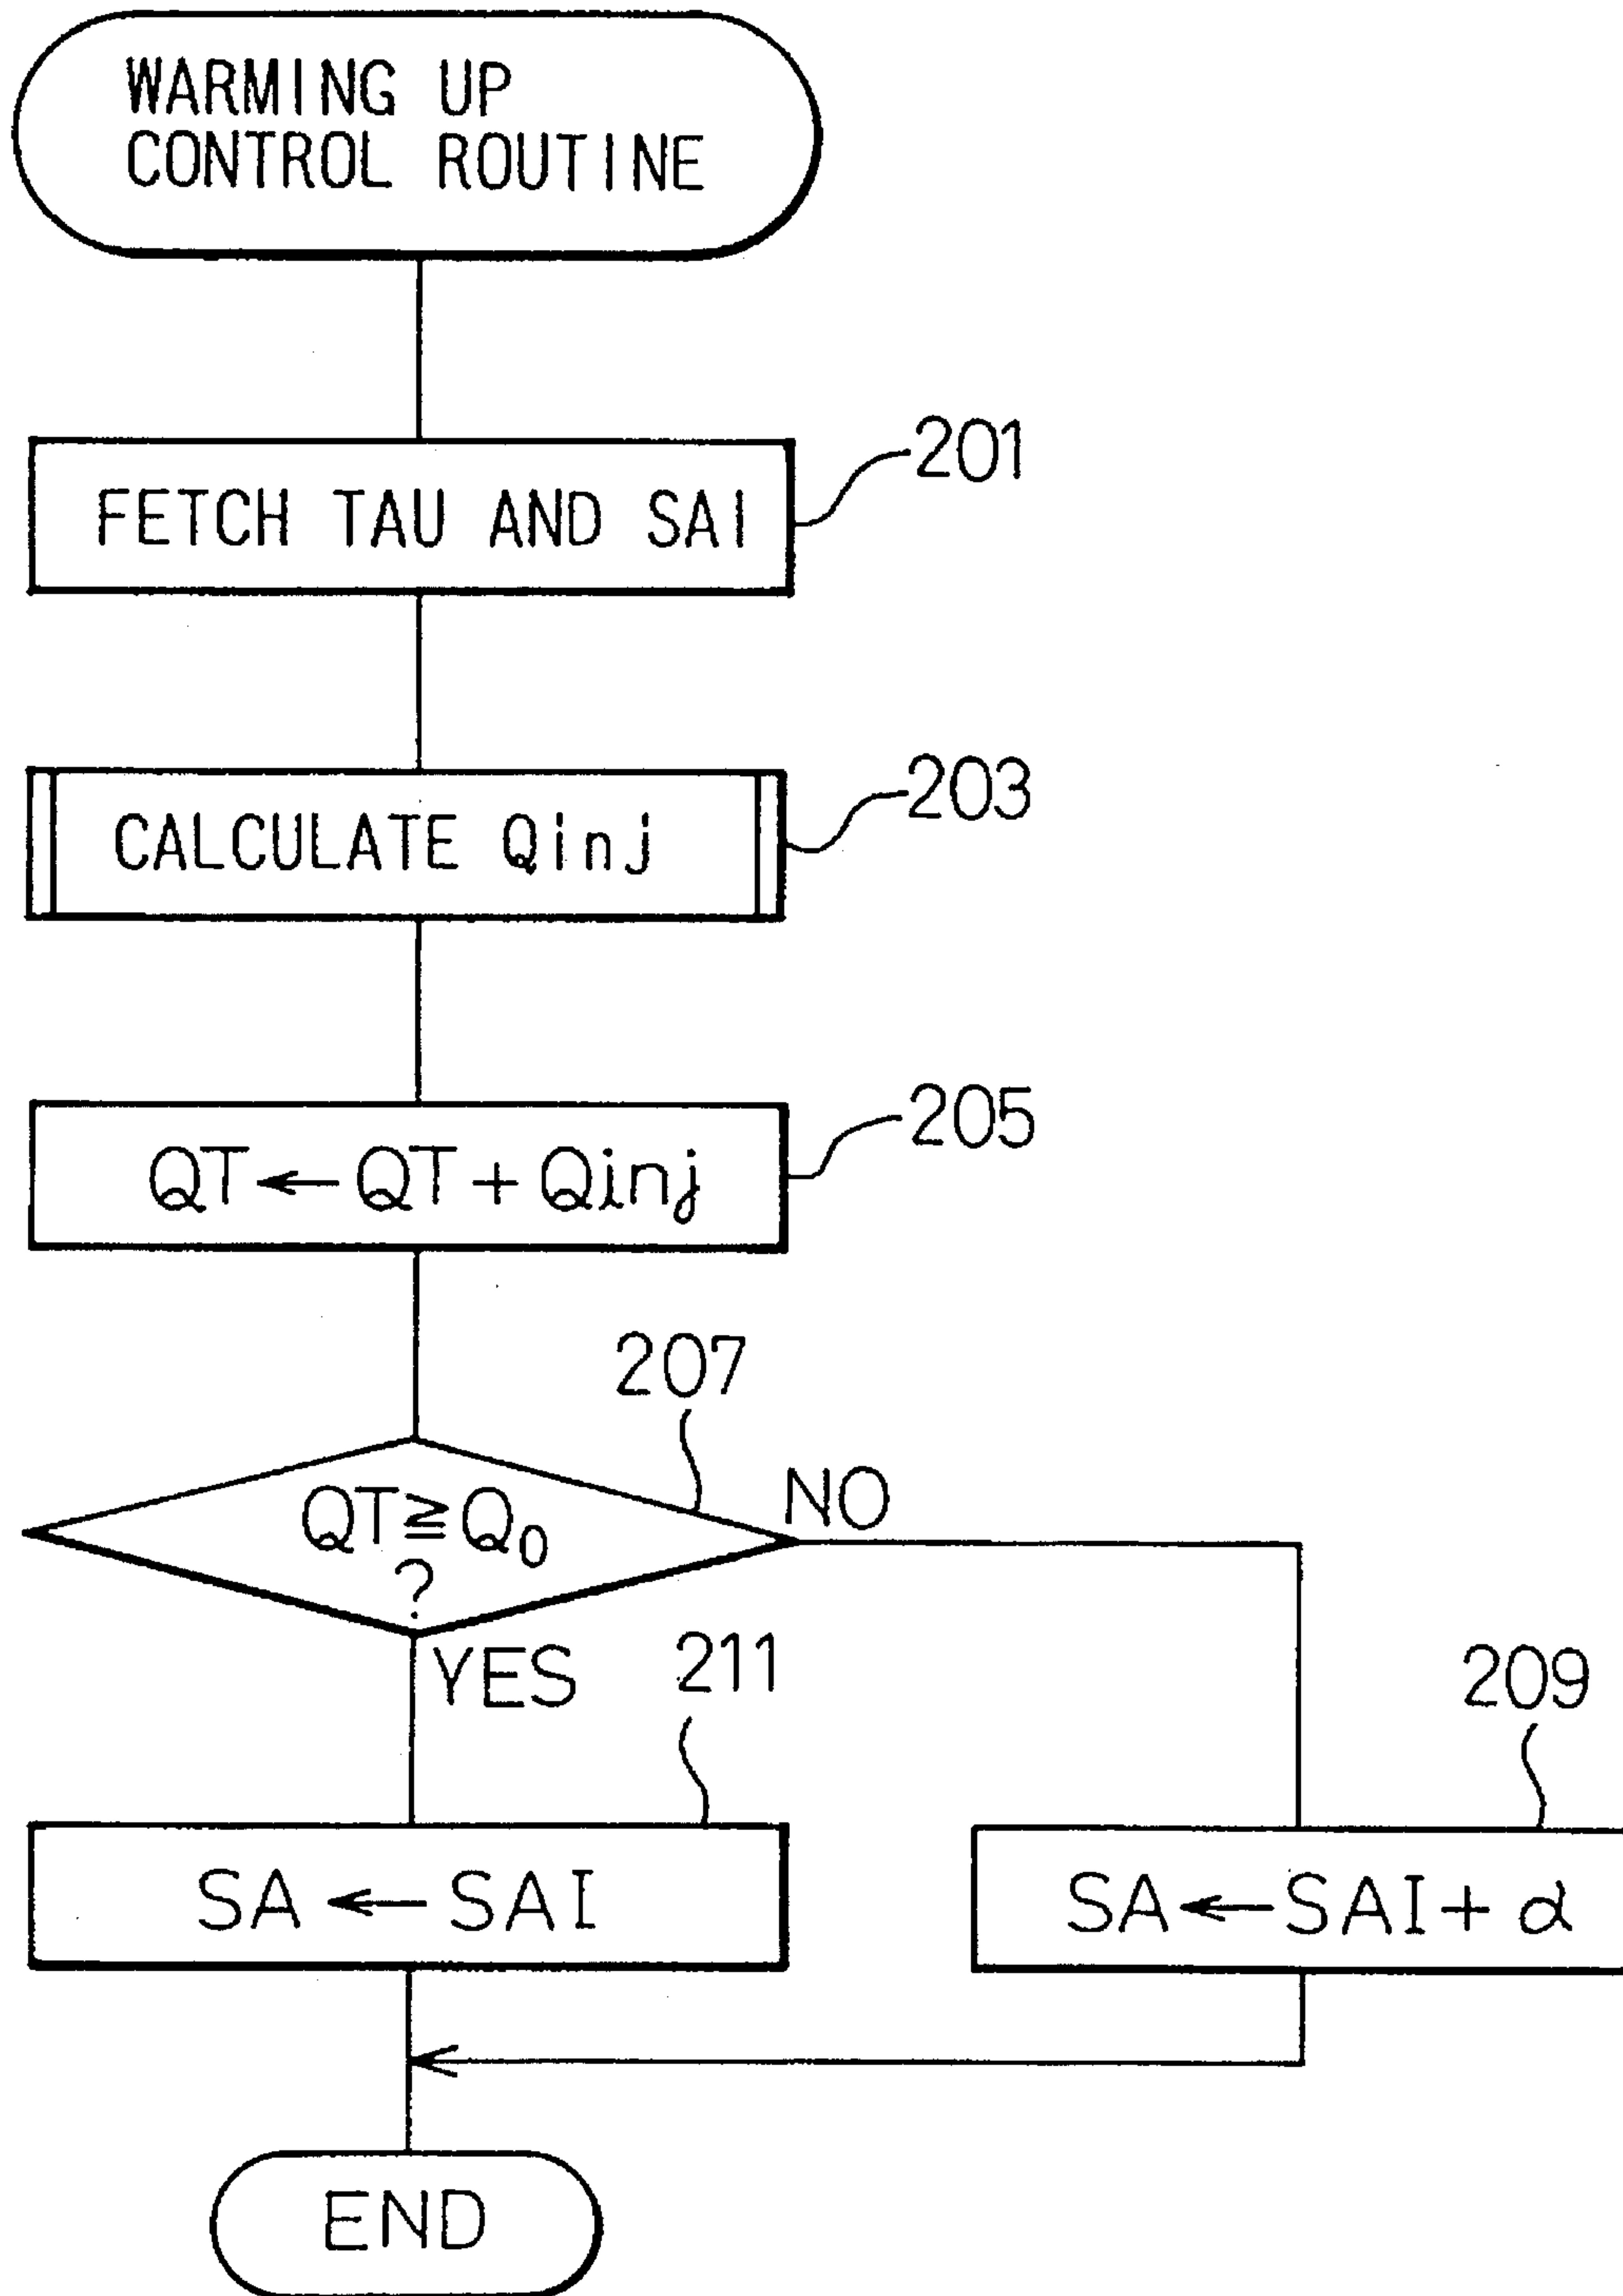 WARMING UP
CONTROL ROUTINE
201
FETCH TAU AND SAI
203
CALCULATE Qinj
205
QT ← QT + Qinj
207
QT ≧ Q₀
?
NO
YES
211
209
SA ← SAI
SA ← SAI + α
END